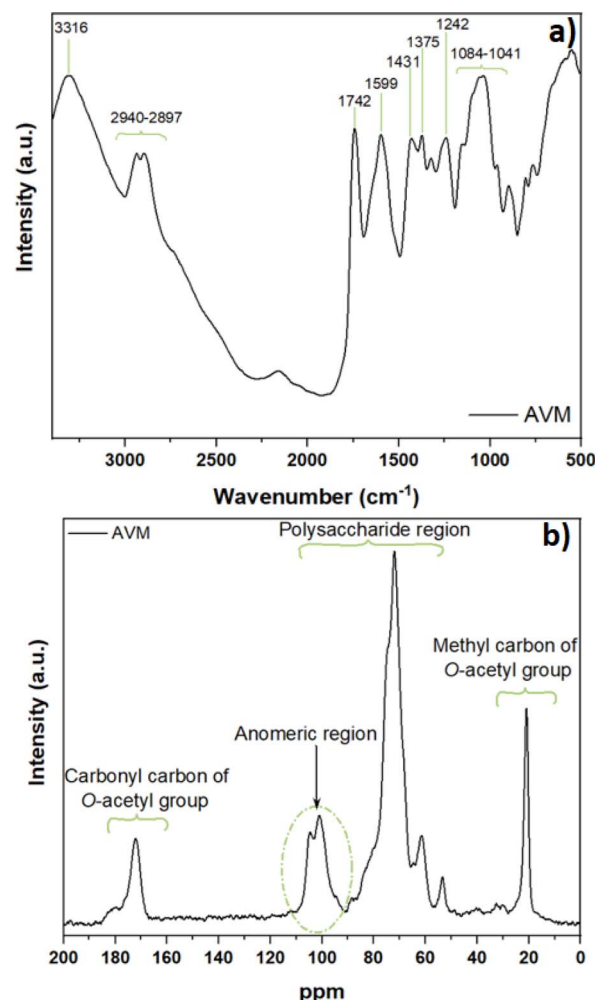 a)
3316
2940-2897
1742
1599
1431
1375
1242
1084-1041
Intensity (a.u.)
AVM
3000 2500 2000 1500 1000 500
Wavenumber (cm⁻¹)
b)
AVM
Polysaccharide region
Methyl carbon of
O-acetyl group
Anomeric region
Carbonyl carbon of
O-acetyl group
Intensity (a.u.)
200 180 160 140 120 100 80 60 40 20 0
ppm